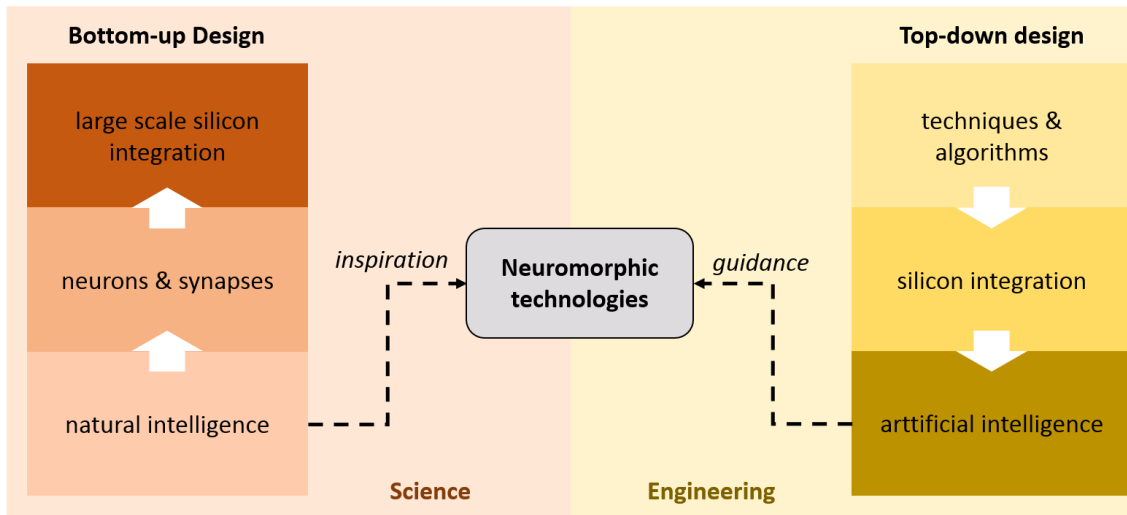 Bottom-up Design
large scale silicon
integration
neurons & synapses
natural intelligence
inspiration
Science
Neuromorphic
technologies
guidance
Engineering
Top-down design
techniques &
algorithms
silicon integration
arttificial intelligence